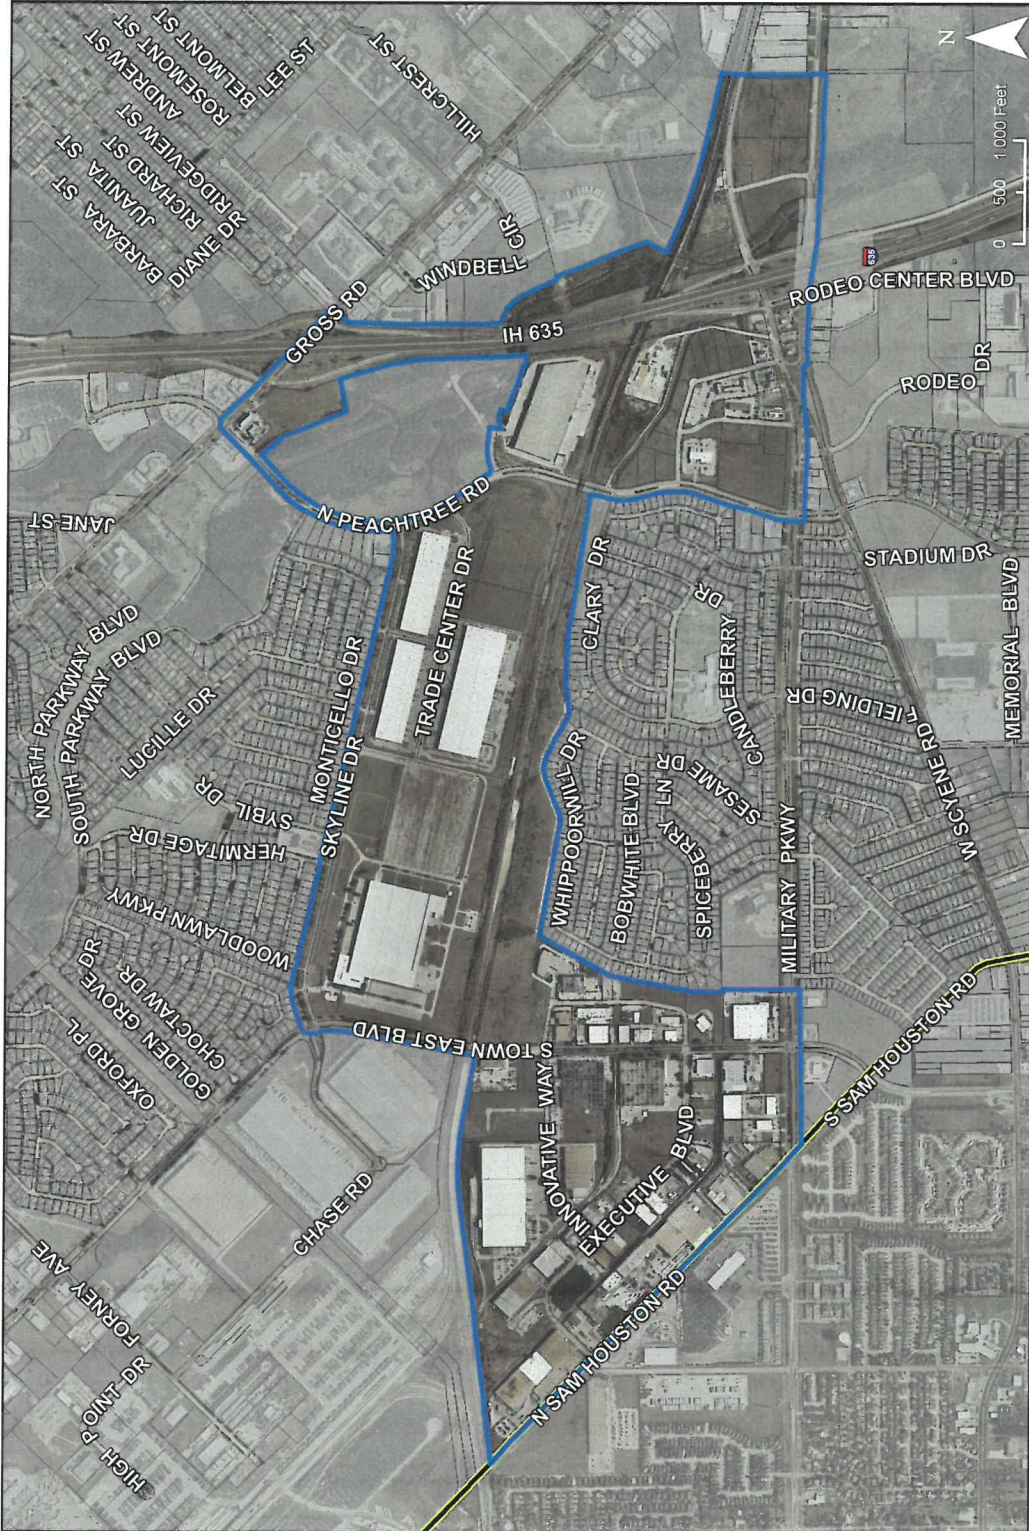 BELMONT ST
ROSEMONT ST
ANDREW ST
LEE ST
RIDGEVIEW ST
RICHARD ST
JUANITA ST
BARBARA ST
DIANE DR
HILLCREST ST
WINDBELL CIR
GROSS RD
IH 635
N
0 500 1,000 Feet
635
RODEO CENTER BLVD
RODEO DR
JANE ST
N PEACHTREE RD
NORTH PARKWAY BLVD
SOUTH PARKWAY BLVD
LUCILLE DR
SYBIL DR
HERMITAGE DR
WOODLAWN PKWY
MONTICELLO DR
SKYLINE DR
TRADE CENTER DR
CLARY DR
WHIPPOORWILL DR
BOBWHITE BLVD
SPICEBERRY LN
SESAME DR
CANDLEBERRY DR
STADIUM DR
MEMORIAL BLVD
W SCYENE RD
MILITARY PKWY
GOLDEN GROVE DR
CHOCTAW DR
OXFORD PL
S TOWN EAST BLVD
INNOVATIVE WAY
EXECUTIVE BLVD
S SAM HOUSTON RD
N SAM HOUSTON RD
CHASE RD
FORNEY AVE
HIGH POINT DR